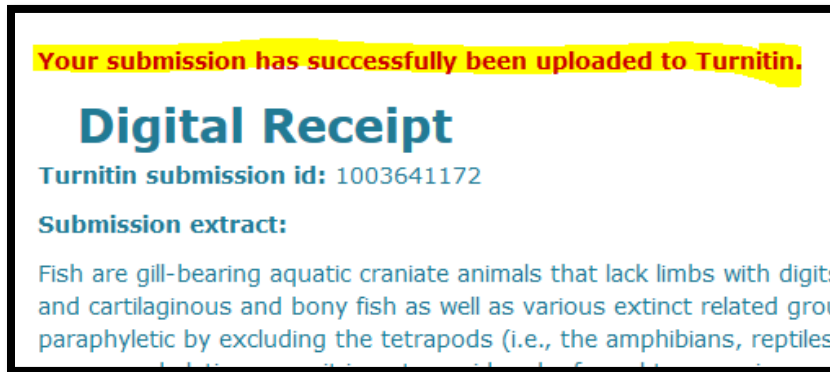 Your submission has successfully been uploaded to Turnitin.
Digital Receipt
Turnitin submission id: 1003641172
Submission extract:
Fish are gill-bearing aquatic craniate animals that lack limbs with digits
and cartilaginous and bony fish as well as various extinct related
paraphyletic by excluding the tetrapods (i.e., the amphibians, reptiles